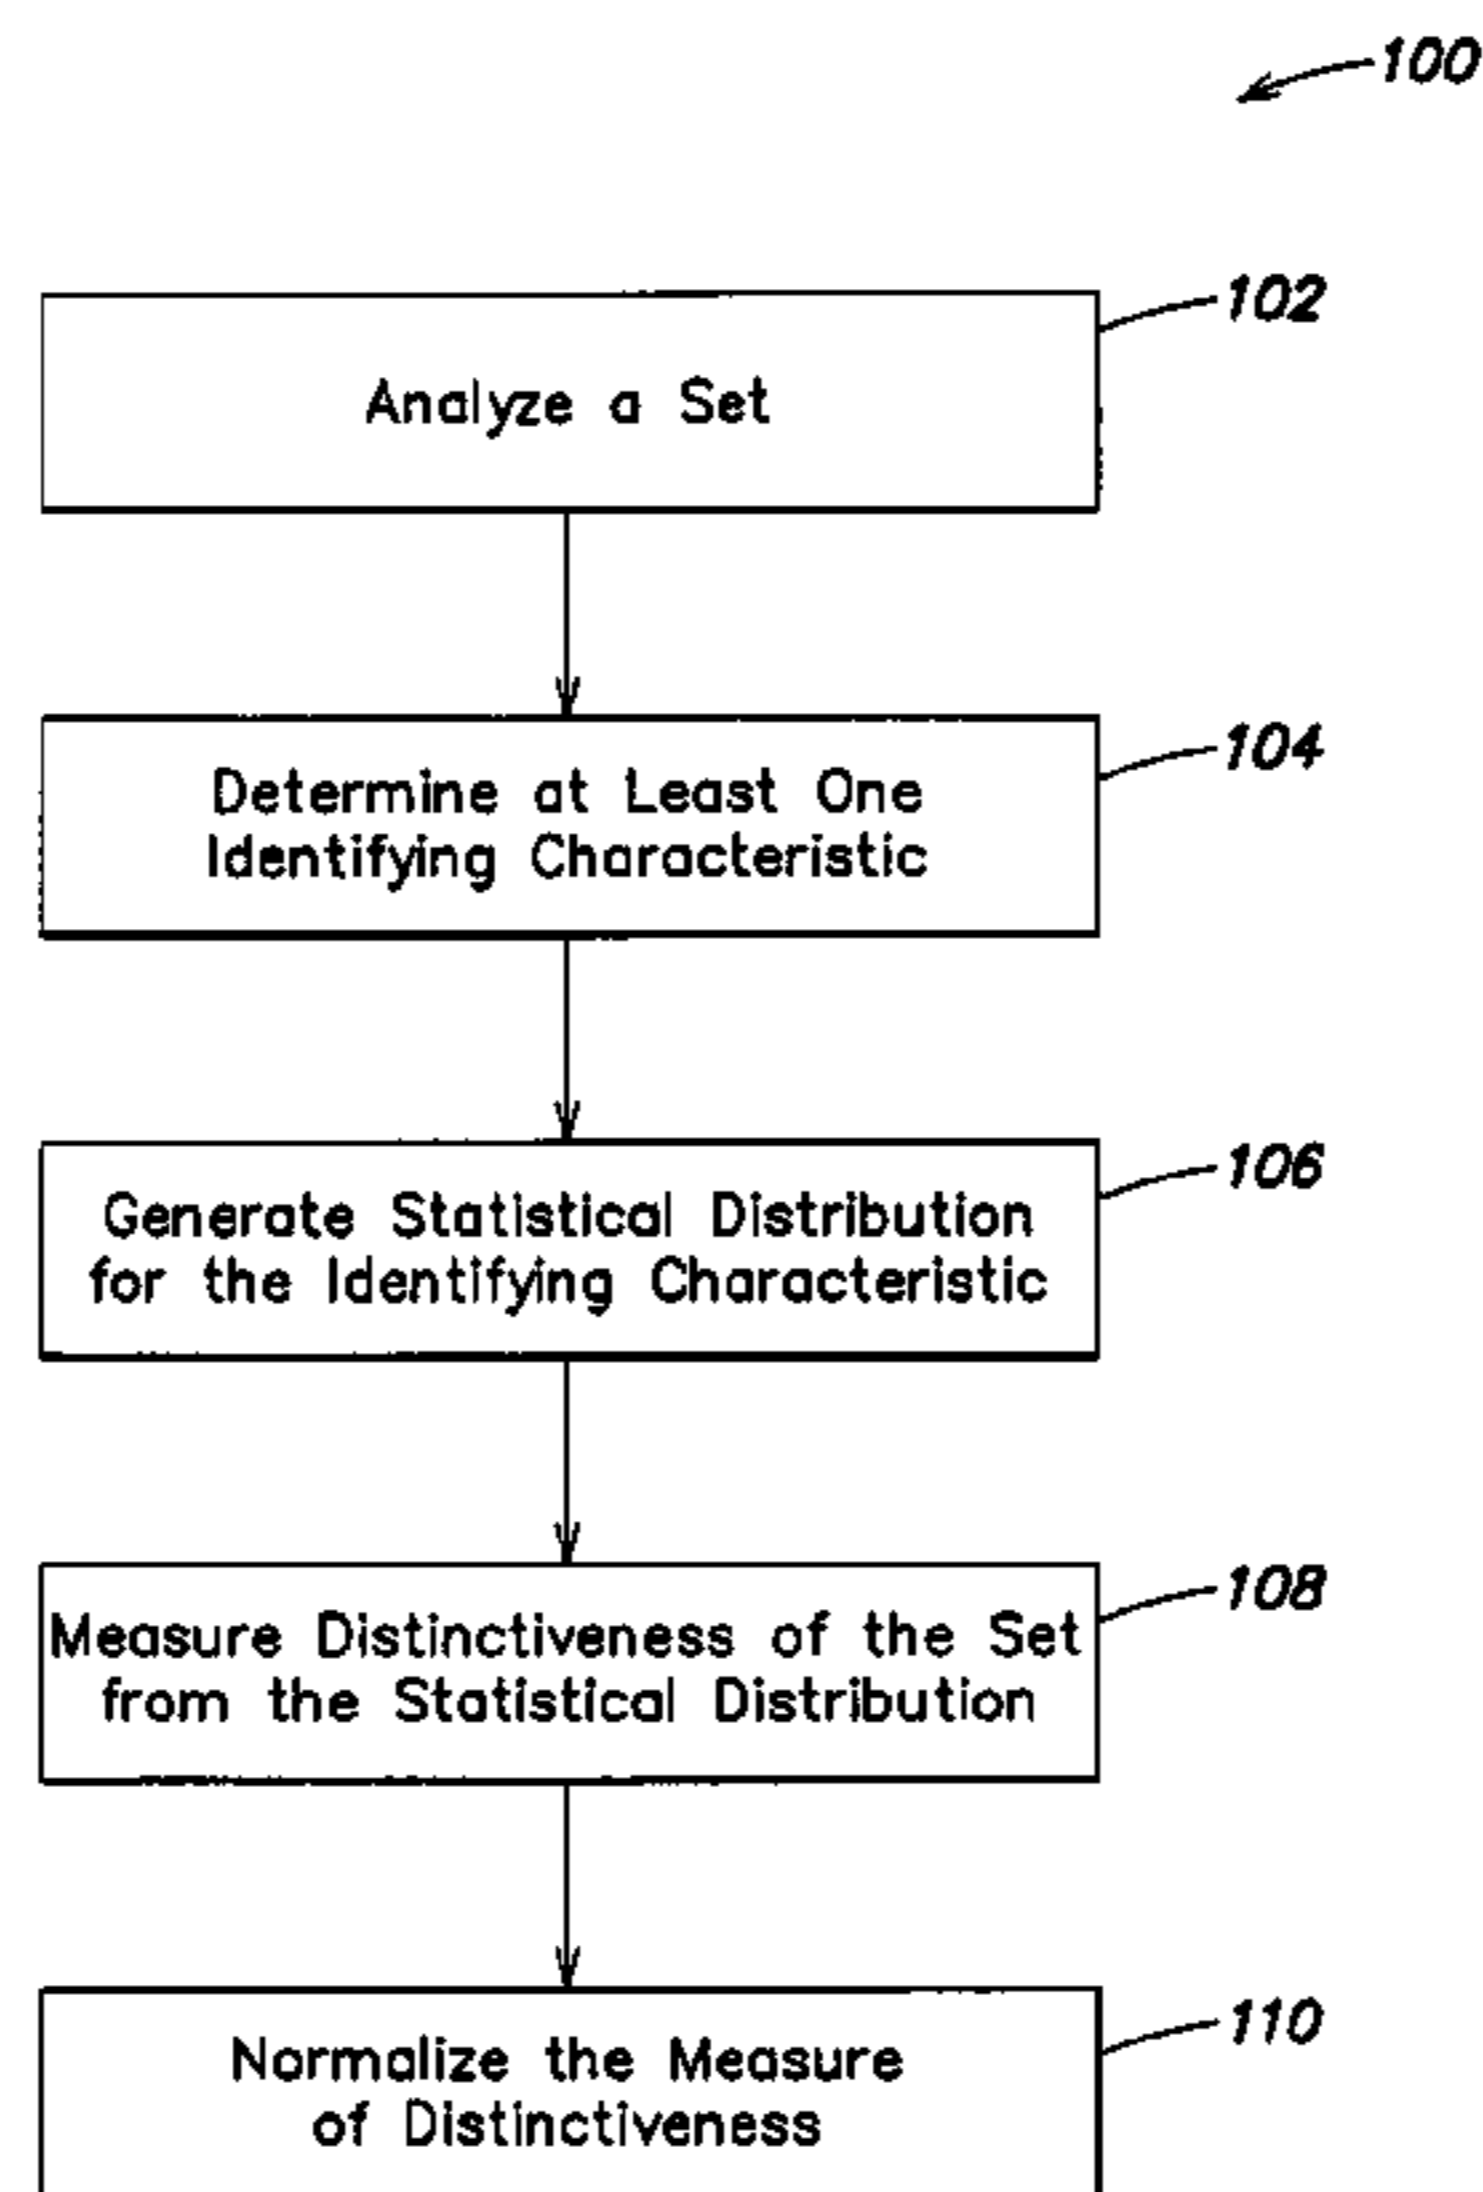 100
102
Analyze a Set
104
Determine at Least One
Identifying Characteristic
106
Generate Statistical Distribution
for the Identifying Characteristic
108
Measure Distinctiveness of the Set
from the Statistical Distribution
110
Normalize the Measure
of Distinctiveness